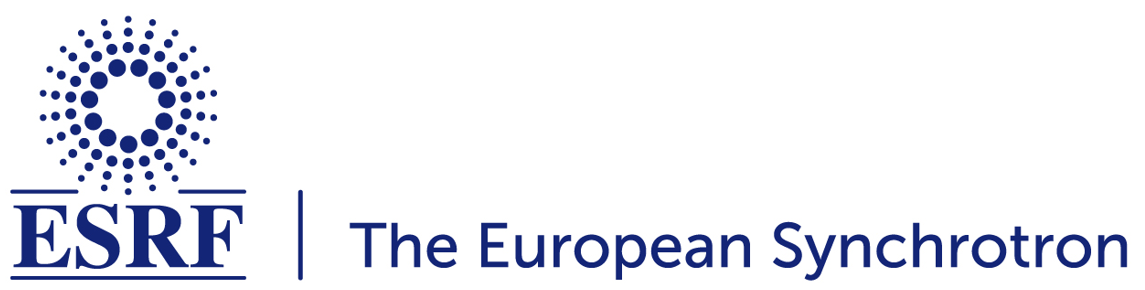 ESRF
The European Synchrotron